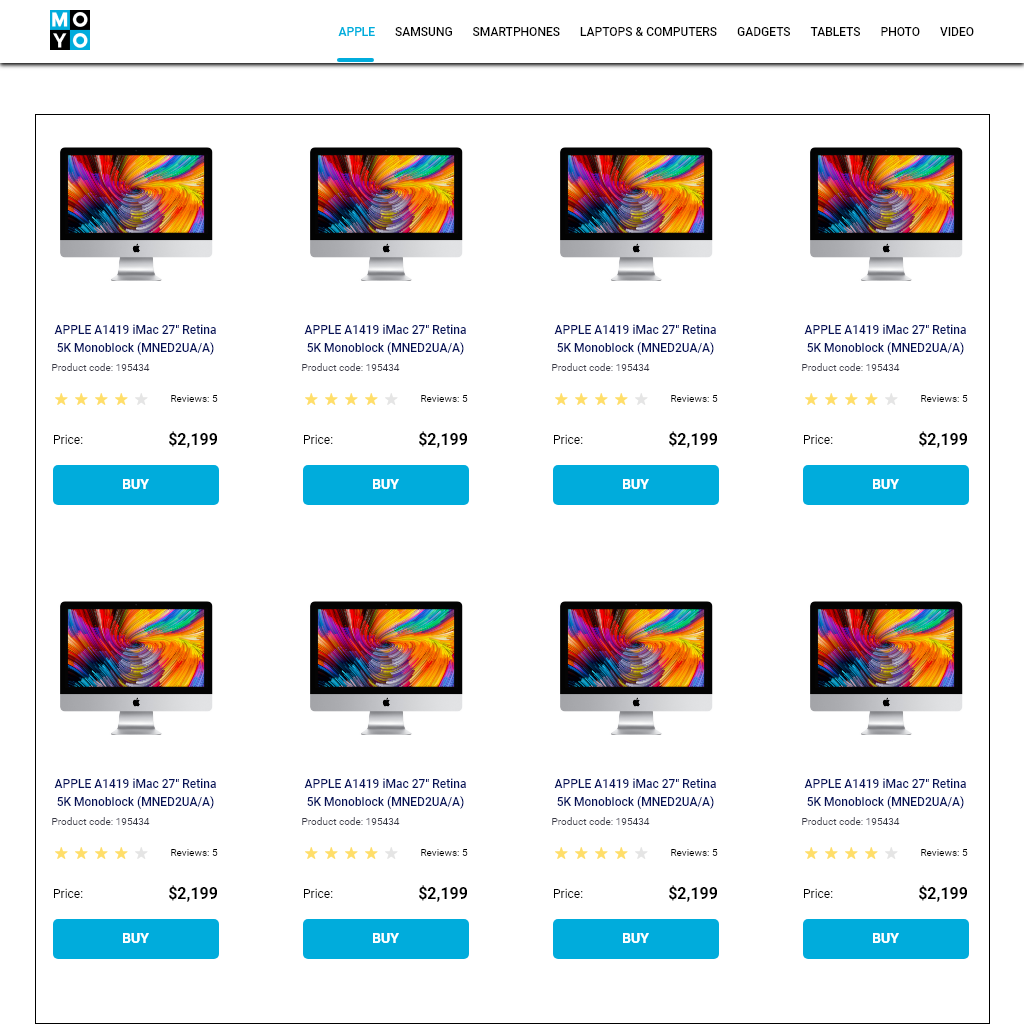 MO
YO
APPLE SAMSUNG SMARTPHONES LAPTOPS & COMPUTERS GADGETS TABLETS PHOTO VIDEO
APPLE A1419 iMac 27" Retina
5K Monoblock (MNED2UA/A)
Product code: 195434
Reviews: 5
Price: $2,199
BUY
APPLE A1419 iMac 27" Retina
5K Monoblock (MNED2UA/A)
Product code: 195434
Reviews: 5
Price: $2,199
BUY
APPLE A1419 iMac 27" Retina
5K Monoblock (MNED2UA/A)
Product code: 195434
Reviews: 5
Price: $2,199
BUY
APPLE A1419 iMac 27" Retina
5K Monoblock (MNED2UA/A)
Product code: 195434
Reviews: 5
Price: $2,199
BUY
APPLE A1419 iMac 27" Retina
5K Monoblock (MNED2UA/A)
Product code: 195434
Reviews: 5
Price: $2,199
BUY
APPLE A1419 iMac 27" Retina
5K Monoblock (MNED2UA/A)
Product code: 195434
Reviews: 5
Price: $2,199
BUY
APPLE A1419 iMac 27" Retina
5K Monoblock (MNED2UA/A)
Product code: 195434
Reviews: 5
Price: $2,199
BUY
APPLE A1419 iMac 27" Retina
5K Monoblock (MNED2UA/A)
Product code: 195434
Reviews: 5
Price: $2,199
BUY